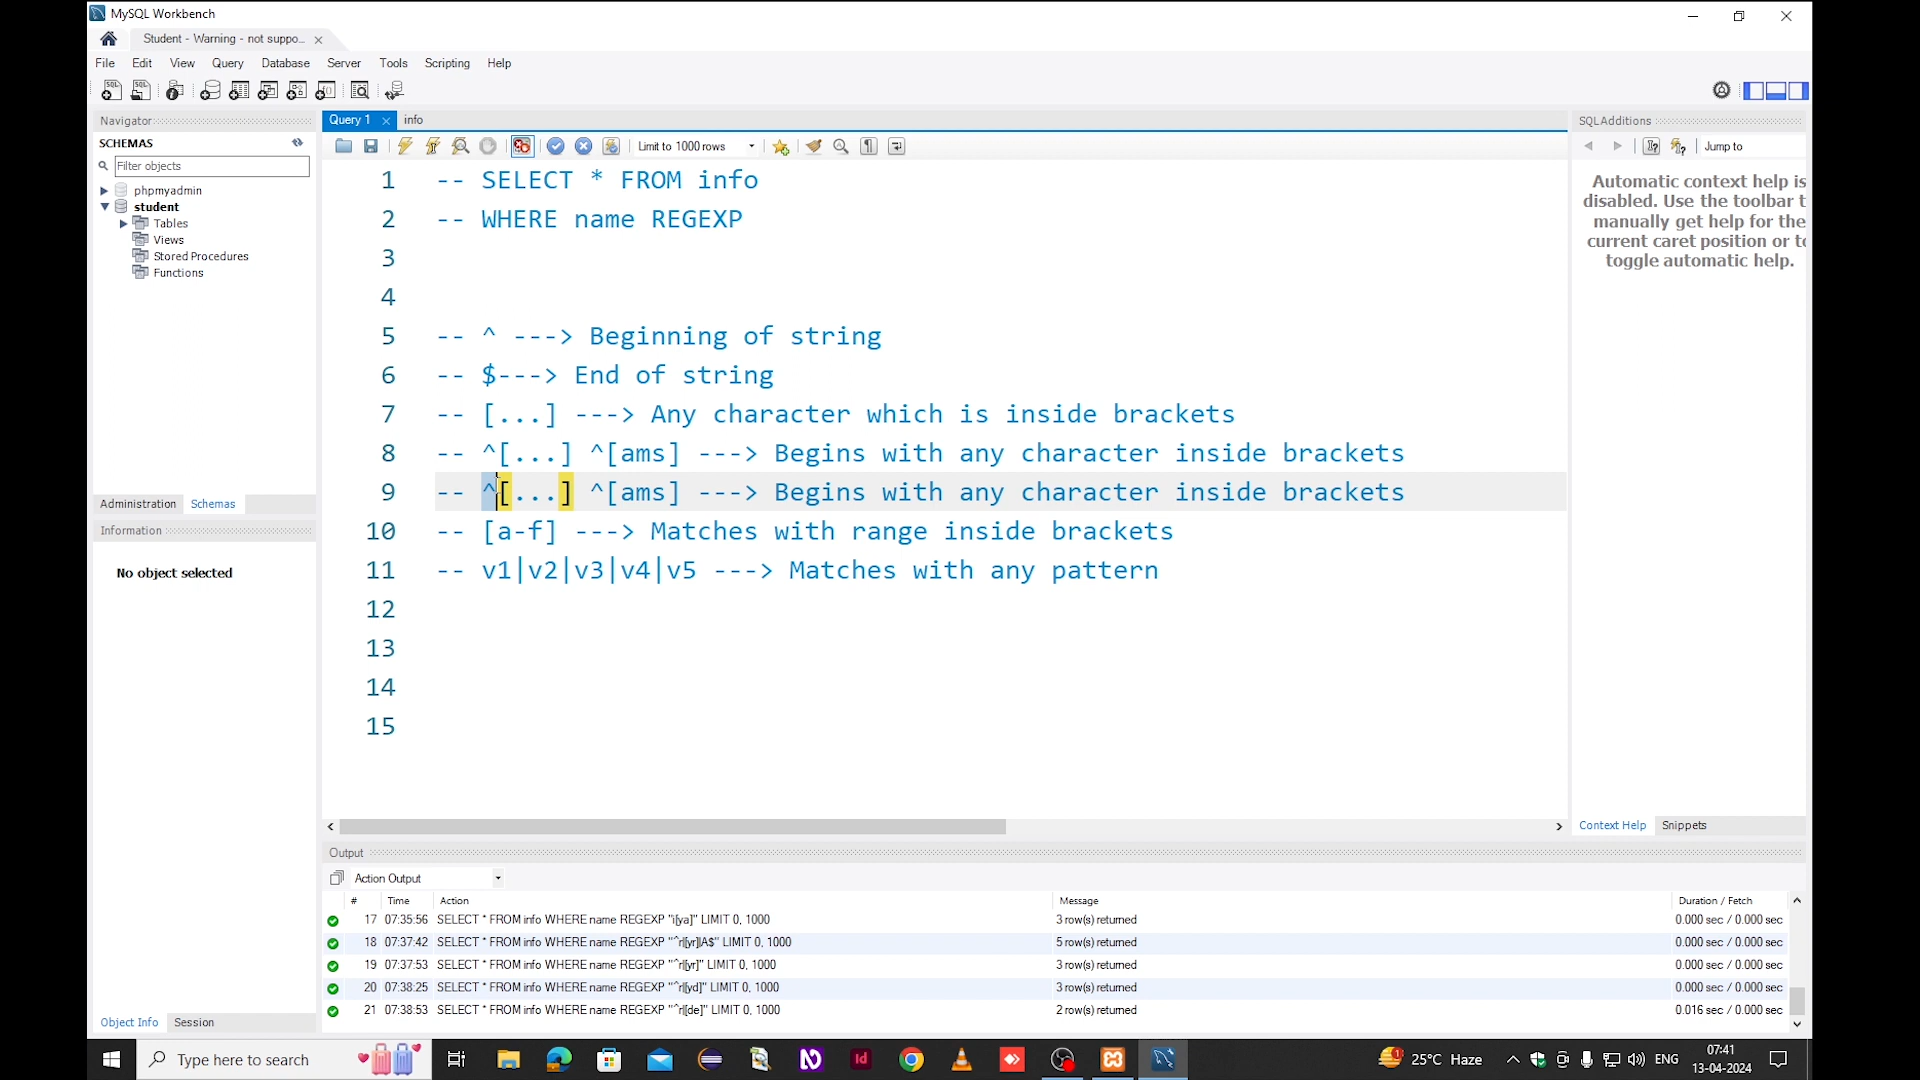 MySQL Workbench
Student - Warning - not suppo...
File Edit View Query Database Server Tools Scripting Help
Navigator
SCHEMAS
Filter objects
phpmyadmin
student
Tables
Views
Stored Procedures
Functions
Administration Schemas
Information
No object selected
Object Info Session
Query 1 info
Limit to 1000 rows
1 -- SELECT * FROM info
2 -- WHERE name REGEXP
3
4
5 -- ^ ---> Beginning of string
6 -- $---> End of string
7 -- [...] ---> Any character which is inside brackets
8 -- ^[...] ^[ams] ---> Begins with any character inside brackets
9 -- ^[...] ^[ams] ---> Begins with any character inside brackets
10 -- [a-f] ---> Matches with range inside brackets
11 -- v1|v2|v3|v4|v5 ---> Matches with any pattern
12
13
14
15
SQLAdditions
Jump to
Automatic context help is
disabled. Use the toolbar t
manually get help for the
current caret position or to
toggle automatic help.
Context Help Snippets
Output
Action Output
# Time Action Message Duration / Fetch
17 07:35:56 SELECT * FROM info WHERE name REGEXP "i[ya]" LIMIT 0, 1000 3 row(s) returned 0.000 sec / 0.000 sec
18 07:37:42 SELECT * FROM info WHERE name REGEXP "^r|[yr]|A$" LIMIT 0, 1000 5 row(s) returned 0.000 sec / 0.000 sec
19 07:37:53 SELECT * FROM info WHERE name REGEXP "^r|[yr]" LIMIT 0, 1000 3 row(s) returned 0.000 sec / 0.000 sec
20 07:38:25 SELECT * FROM info WHERE name REGEXP "^r|[yd]" LIMIT 0, 1000 3 row(s) returned 0.000 sec / 0.000 sec
21 07:38:53 SELECT * FROM info WHERE name REGEXP "^r|[de]" LIMIT 0, 1000 2 row(s) returned 0.016 sec / 0.000 sec
Type here to search
Id
25°C Haze
ENG
07:41
13-04-2024